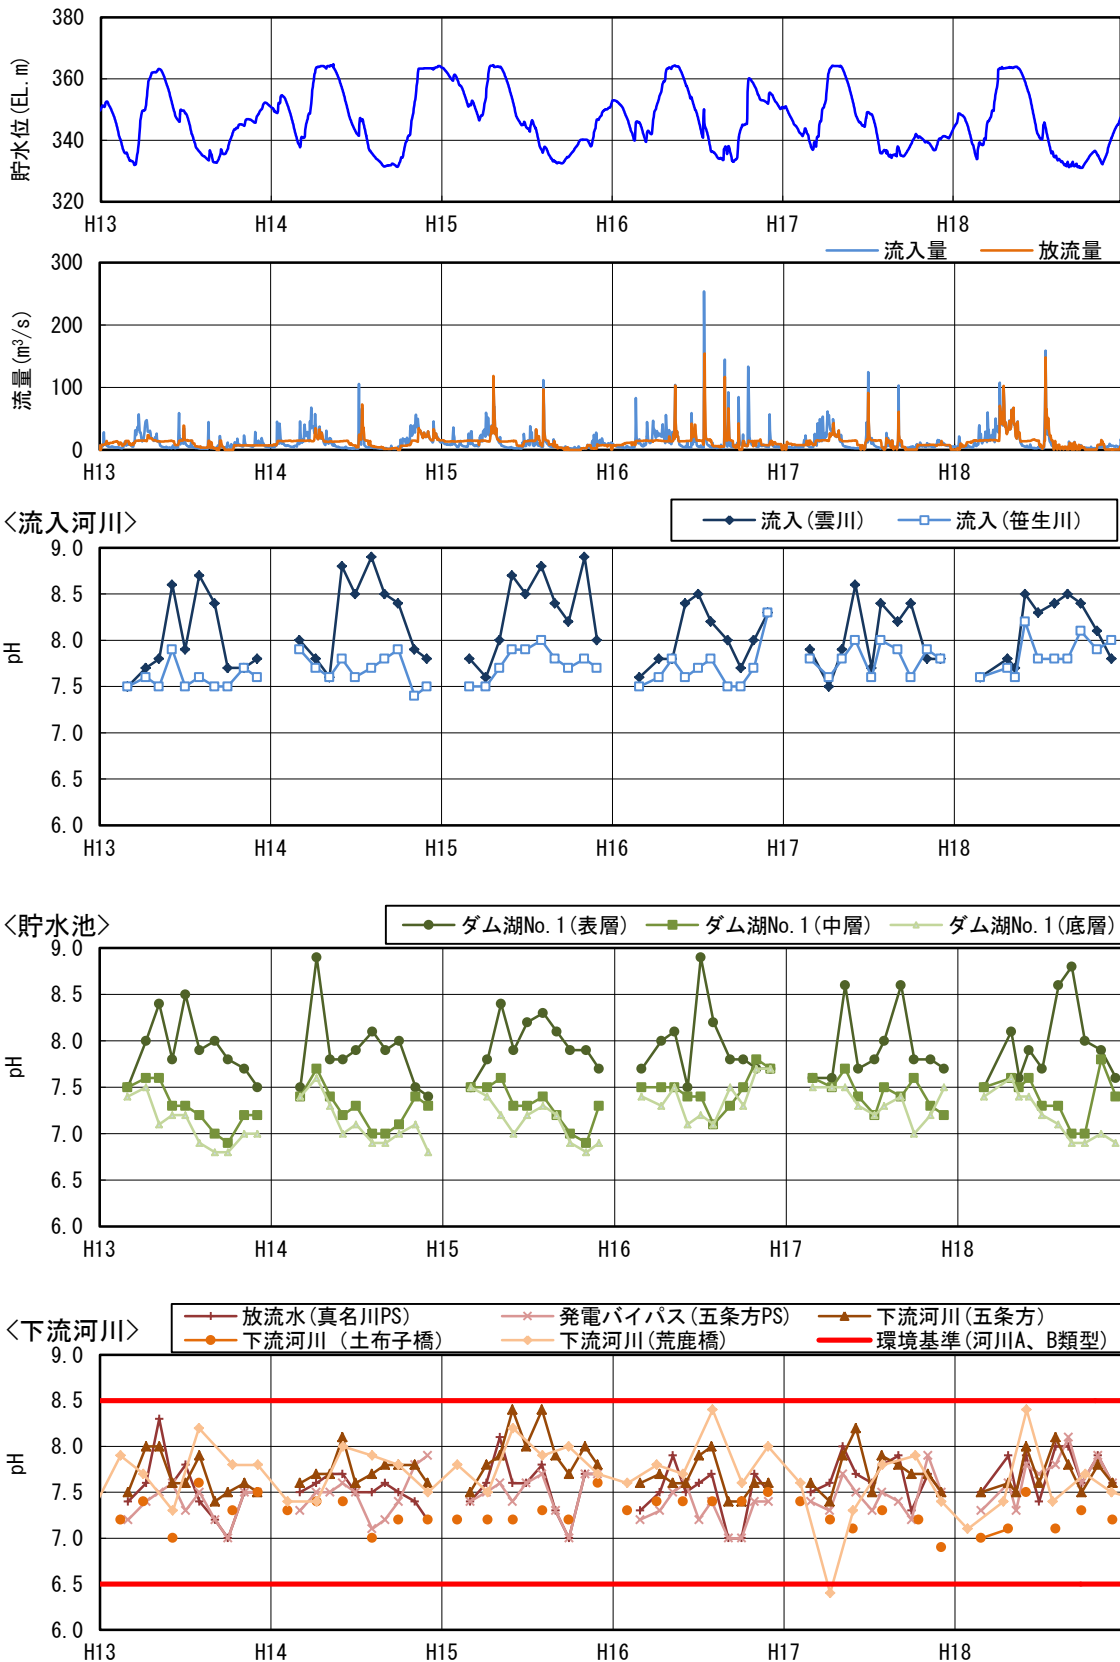 貯水位(EL.m)
380
360
340
320
H13 H14 H15 H16 H17 H18
流入量 放流量
流量(m³/s)
300
200
100
0
H13 H14 H15 H16 H17 H18
<流入河川>
流入(雲川) 流入(笹生川)
pH
9.0
8.5
8.0
7.5
7.0
6.5
6.0
H13 H14 H15 H16 H17 H18
<貯水池>
ダム湖No.1(表層) ダム湖No.1(中層) ダム湖No.1(底層)
pH
9.0
8.5
8.0
7.5
7.0
6.5
6.0
H13 H14 H15 H16 H17 H18
<下流河川>
放流水(真名川PS) 発電バイパス(五条方PS) 下流河川(五条方)
下流河川(土布子橋) 下流河川(荒鹿橋) 環境基準(河川A、B類型)
pH
9.0
8.5
8.0
7.5
7.0
6.5
6.0
H13 H14 H15 H16 H17 H18